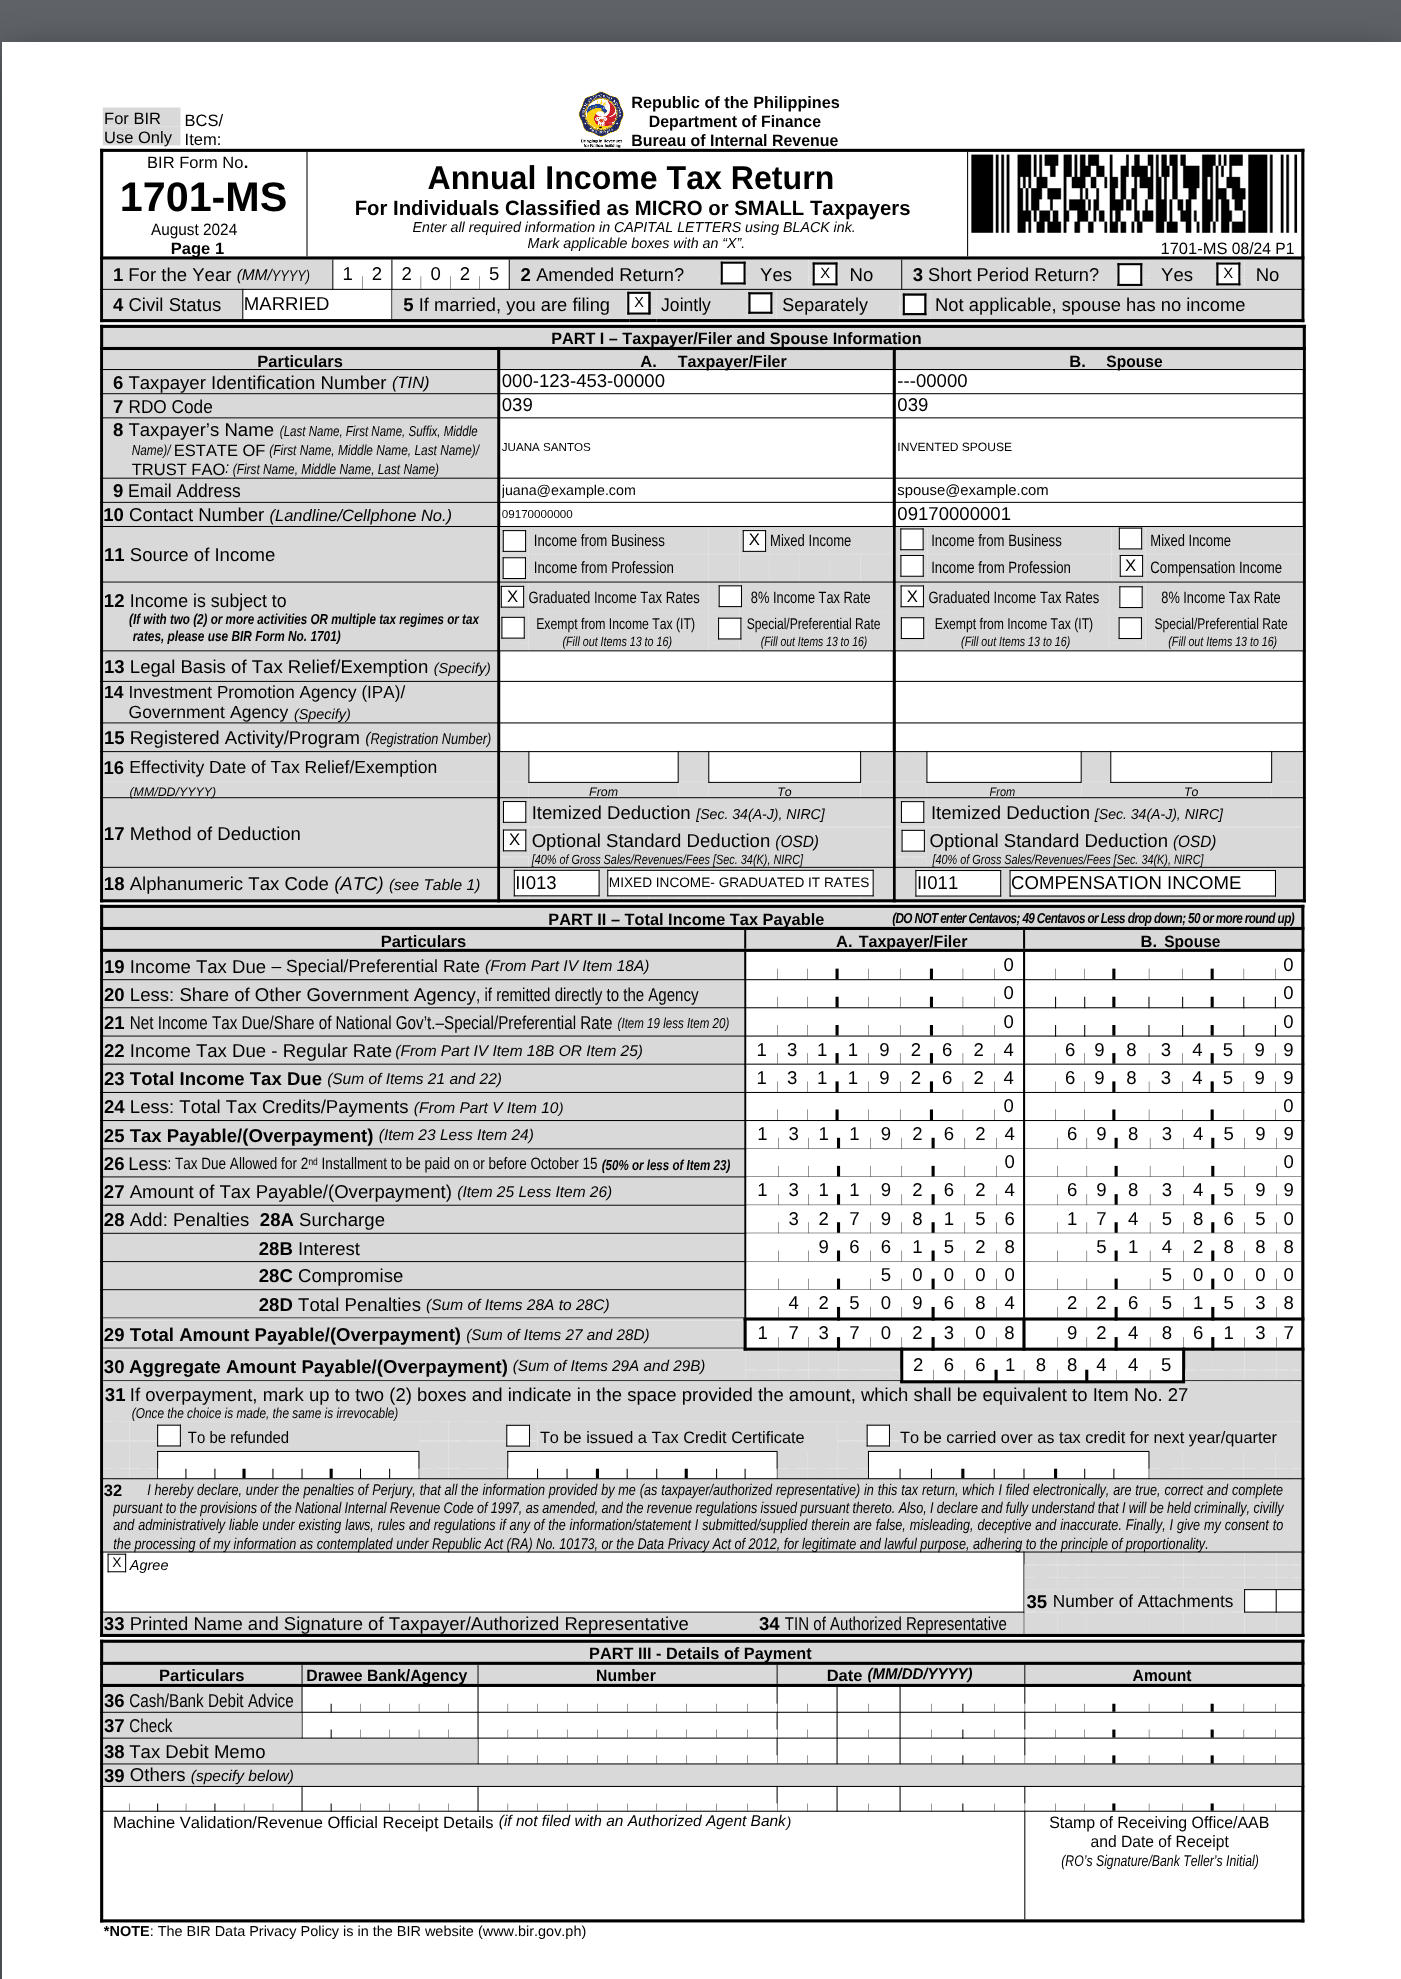 For BIR Use Only
BCS/ Item:
Republic of the Philippines
Department of Finance
Bureau of Internal Revenue
BIR Form No.
1701-MS
August 2024
Page 1
Annual Income Tax Return
For Individuals Classified as MICRO or SMALL Taxpayers
Enter all required information in CAPITAL LETTERS using BLACK ink.
Mark applicable boxes with an “X”.
1701-MS 08/24 P1
1 For the Year (MM/YYYY) 1 2 2 0 2 5 2 Amended Return? Yes X No 3 Short Period Return? Yes X No
4 Civil Status MARRIED 5 If married, you are filing X Jointly Separately Not applicable, spouse has no income
PART I – Taxpayer/Filer and Spouse Information
Particulars A. Taxpayer/Filer B. Spouse
6 Taxpayer Identification Number (TIN) 000-123-453-00000 ---00000
7 RDO Code 039 039
8 Taxpayer’s Name (Last Name, First Name, Suffix, Middle
Name)/ ESTATE OF (First Name, Middle Name, Last Name)/
TRUST FAO: (First Name, Middle Name, Last Name)
JUANA SANTOS INVENTED SPOUSE
9 Email Address juana@example.com spouse@example.com
10 Contact Number (Landline/Cellphone No.) 09170000000 09170000001
11 Source of Income
Income from Business X Mixed Income Income from Business Mixed Income
Income from Profession Income from Profession X Compensation Income
12 Income is subject to
(If with two (2) or more activities OR multiple tax regimes or tax
rates, please use BIR Form No. 1701)
X Graduated Income Tax Rates 8% Income Tax Rate X Graduated Income Tax Rates 8% Income Tax Rate
Exempt from Income Tax (IT) Special/Preferential Rate Exempt from Income Tax (IT) Special/Preferential Rate
(Fill out Items 13 to 16) (Fill out Items 13 to 16) (Fill out Items 13 to 16) (Fill out Items 13 to 16)
13 Legal Basis of Tax Relief/Exemption (Specify)
14 Investment Promotion Agency (IPA)/
Government Agency (Specify)
15 Registered Activity/Program (Registration Number)
16 Effectivity Date of Tax Relief/Exemption
(MM/DD/YYYY) From To From To
17 Method of Deduction
Itemized Deduction [Sec. 34(A-J), NIRC] Itemized Deduction [Sec. 34(A-J), NIRC]
X Optional Standard Deduction (OSD) Optional Standard Deduction (OSD)
[40% of Gross Sales/Revenues/Fees [Sec. 34(K), NIRC] [40% of Gross Sales/Revenues/Fees [Sec. 34(K), NIRC]
18 Alphanumeric Tax Code (ATC) (see Table 1) II013 MIXED INCOME- GRADUATED IT RATES II011 COMPENSATION INCOME
PART II – Total Income Tax Payable (DO NOT enter Centavos; 49 Centavos or Less drop down; 50 or more round up)
Particulars A. Taxpayer/Filer B. Spouse
19 Income Tax Due – Special/Preferential Rate (From Part IV Item 18A) 0 0
20 Less: Share of Other Government Agency, if remitted directly to the Agency 0 0
21 Net Income Tax Due/Share of National Gov’t.–Special/Preferential Rate (Item 19 less Item 20) 0 0
22 Income Tax Due - Regular Rate (From Part IV Item 18B OR Item 25) 1 3 1 1 9 2 6 2 4 6 9 8 3 4 5 9 9
23 Total Income Tax Due (Sum of Items 21 and 22) 1 3 1 1 9 2 6 2 4 6 9 8 3 4 5 9 9
24 Less: Total Tax Credits/Payments (From Part V Item 10) 0 0
25 Tax Payable/(Overpayment) (Item 23 Less Item 24) 1 3 1 1 9 2 6 2 4 6 9 8 3 4 5 9 9
26 Less: Tax Due Allowed for 2nd Installment to be paid on or before October 15 (50% or less of Item 23) 0 0
27 Amount of Tax Payable/(Overpayment) (Item 25 Less Item 26) 1 3 1 1 9 2 6 2 4 6 9 8 3 4 5 9 9
28 Add: Penalties 28A Surcharge 3 2 7 9 8 1 5 6 1 7 4 5 8 6 5 0
28B Interest 9 6 6 1 5 2 8 5 1 4 2 8 8 8
28C Compromise 5 0 0 0 0 5 0 0 0 0
28D Total Penalties (Sum of Items 28A to 28C) 4 2 5 0 9 6 8 4 2 2 6 5 1 5 3 8
29 Total Amount Payable/(Overpayment) (Sum of Items 27 and 28D) 1 7 3 7 0 2 3 0 8 9 2 4 8 6 1 3 7
30 Aggregate Amount Payable/(Overpayment) (Sum of Items 29A and 29B) 2 6 6 1 8 8 4 4 5
31 If overpayment, mark up to two (2) boxes and indicate in the space provided the amount, which shall be equivalent to Item No. 27
(Once the choice is made, the same is irrevocable)
To be refunded To be issued a Tax Credit Certificate To be carried over as tax credit for next year/quarter
32 I hereby declare, under the penalties of Perjury, that all the information provided by me (as taxpayer/authorized representative) in this tax return, which I filed electronically, are true, correct and complete
pursuant to the provisions of the National Internal Revenue Code of 1997, as amended, and the revenue regulations issued pursuant thereto. Also, I declare and fully understand that I will be held criminally, civilly
and administratively liable under existing laws, rules and regulations if any of the information/statement I submitted/supplied therein are false, misleading, deceptive and inaccurate. Finally, I give my consent to
the processing of my information as contemplated under Republic Act (RA) No. 10173, or the Data Privacy Act of 2012, for legitimate and lawful purpose, adhering to the principle of proportionality.
X Agree
35 Number of Attachments
33 Printed Name and Signature of Taxpayer/Authorized Representative 34 TIN of Authorized Representative
PART III - Details of Payment
Particulars Drawee Bank/Agency Number Date (MM/DD/YYYY) Amount
36 Cash/Bank Debit Advice
37 Check
38 Tax Debit Memo
39 Others (specify below)
Machine Validation/Revenue Official Receipt Details (if not filed with an Authorized Agent Bank)
Stamp of Receiving Office/AAB
and Date of Receipt
(RO’s Signature/Bank Teller’s Initial)
*NOTE: The BIR Data Privacy Policy is in the BIR website (www.bir.gov.ph)